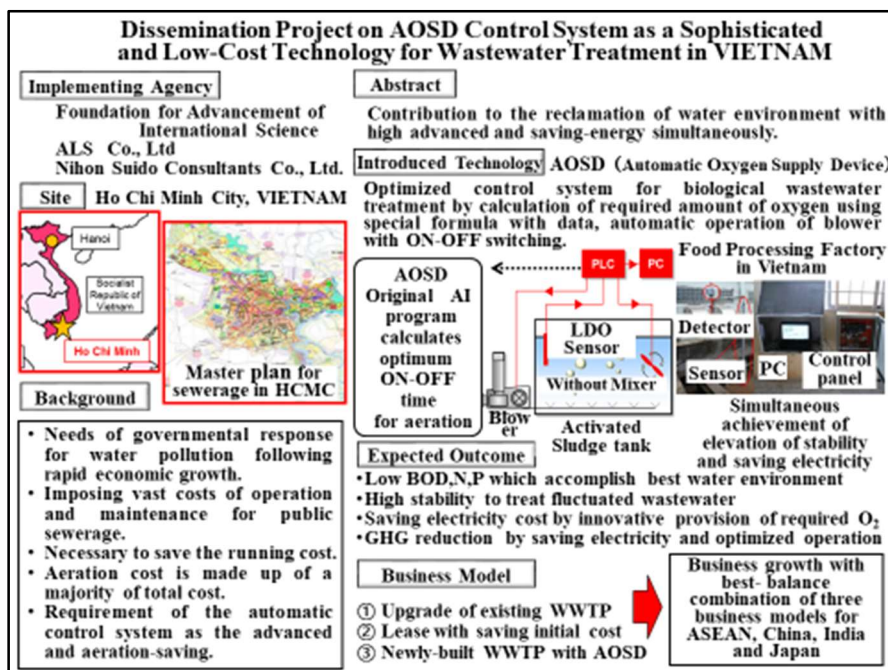 Dissemination Project on AOSD Control System as a Sophisticated
and Low-Cost Technology for Wastewater Treatment in VIETNAM
Implementing Agency
Foundation for Advancement of
International Science
ALS Co., Ltd
Nihon Suido Consultants Co., Ltd.
Site
Ho Chi Minh City, VIETNAM
Hanoi
Socialist
Republic of
Vietnam
Ho Chi Minh
Master plan for
sewerage in HCMC
Background
• Needs of governmental response
for water pollution following
rapid economic growth.
• Imposing vast costs of operation
and maintenance for public
sewerage.
• Necessary to save the running cost.
• Aeration cost is made up of a
majority of total cost.
• Requirement of the automatic
control system as the advanced
and aeration-saving.
Abstract
Contribution to the reclamation of water environment with
high advanced and saving-energy simultaneously.
Introduced Technology
AOSD (Automatic Oxygen Supply Device)
Optimized control system for biological wastewater
treatment by calculation of required amount of oxygen using
special formula with data, automatic operation of blower
with ON-OFF switching.
AOSD
Original AI
program
calculates
optimum
ON-OFF
time
for aeration
PLC
PC
LDO
Sensor
Without Mixer
Blow
er
Activated
Sludge tank
Food Processing Factory
in Vietnam
Detector
Sensor
PC
Control
panel
Simultaneous
achievement of
elevation of stability
and saving electricity
Expected Outcome
•Low BOD,N,P which accomplish best water environment
•High stability to treat fluctuated wastewater
•Saving electricity cost by innovative provision of required O₂
•GHG reduction by saving electricity and optimized operation
Business Model
① Upgrade of existing WWTP
② Lease with saving initial cost
③ Newly-built WWTP with AOSD
Business growth with
best- balance
combination of three
business models for
ASEAN, China, India
and Japan